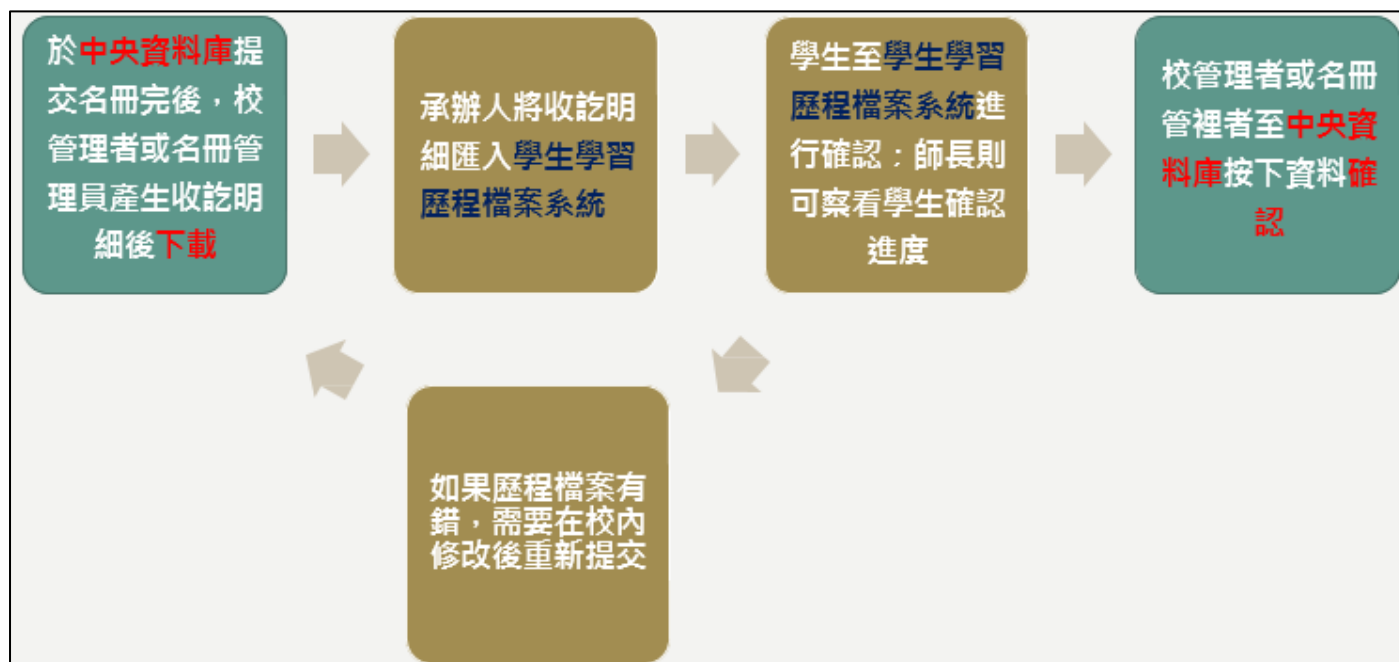 於中央資料庫提
交名冊完後，校
管理者或名冊管
理員產生收訖明
細後下載
承辦人將收訖明
細匯入學生學習
歷程檔案系統
學生至學生學習
歷程檔案系統進
行確認；師長則
可察看學生確認
進度
校管理者或名冊
管裡者至中央資
料庫按下資料確
認
如果歷程檔案有
錯，需要在校內
修改後重新提交